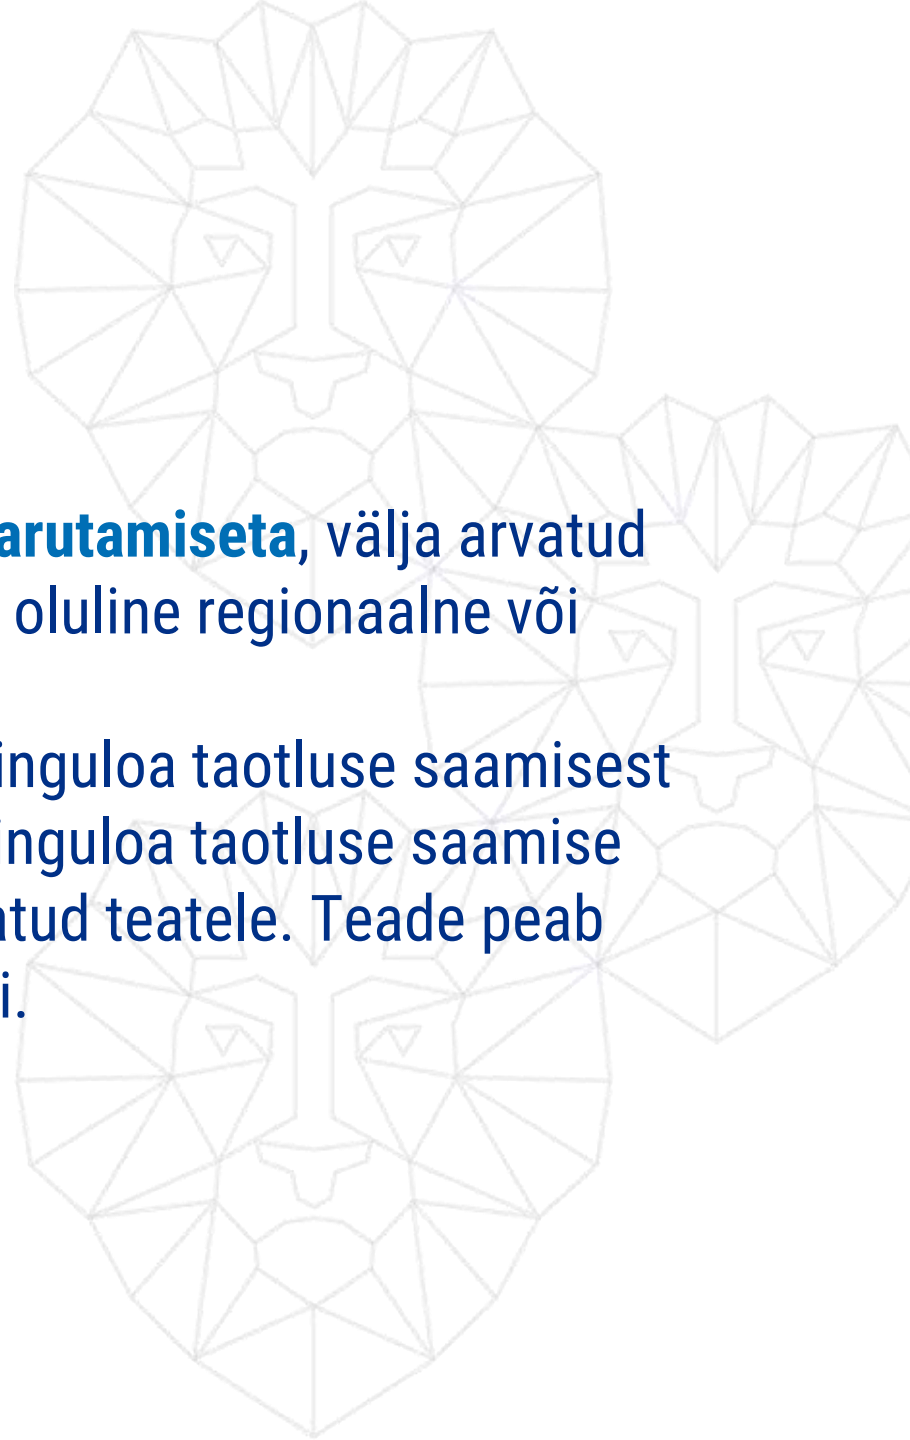 arutamiseta, välja arvatud
oluline regionaalne või
inguloa taotluse saamisest
inguloa taotluse saamise
atud teatele. Teade peab
i.